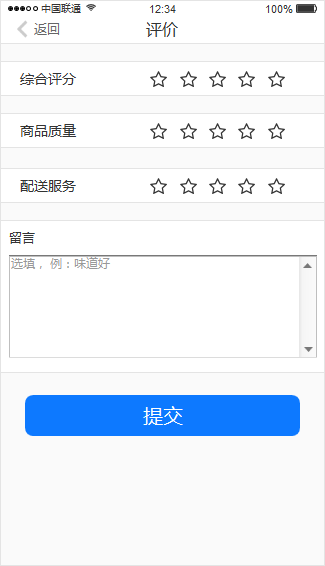 中国联通 12:34 100%
返回 评价
综合评分
商品质量
配送服务
留言
选填，例：味道好
提交